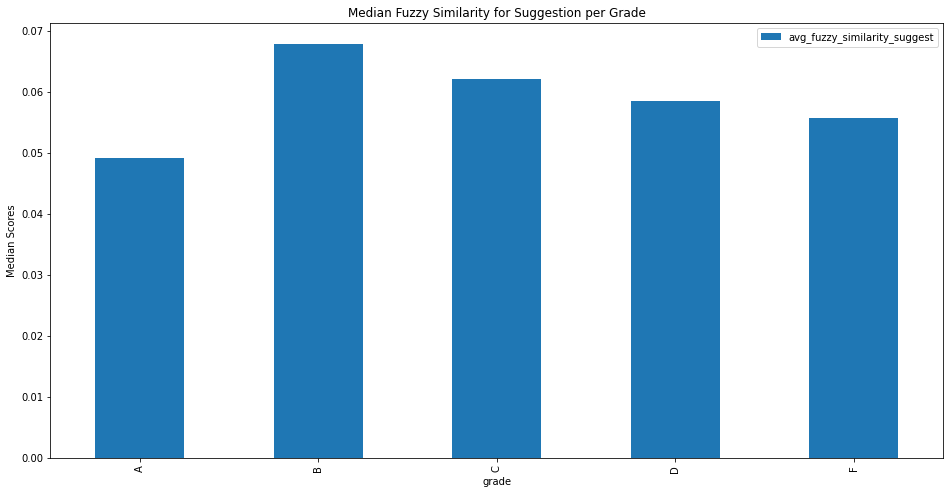 Median Fuzzy Similarity for Suggestion per Grade
avg_fuzzy_similarity_suggest
Median Scores
0.07
0.06
0.05
0.04
0.03
0.02
0.01
0.00
A
B
C
D
F
grade